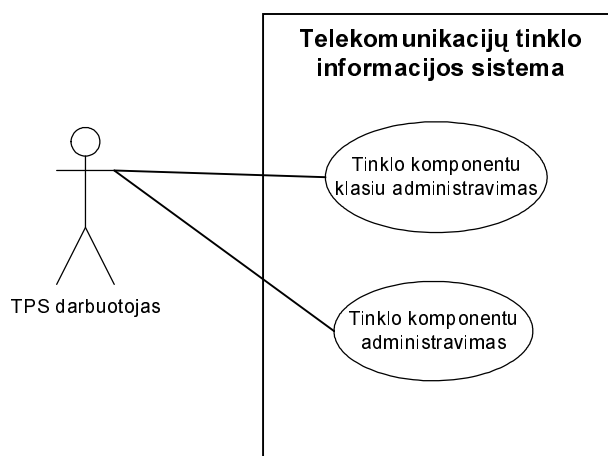 Telekomunikacijų tinklo
informacijos sistema
Tinklo komponentu
klasiu administravimas
TPS darbuotojas
Tinklo komponentu
administravimas